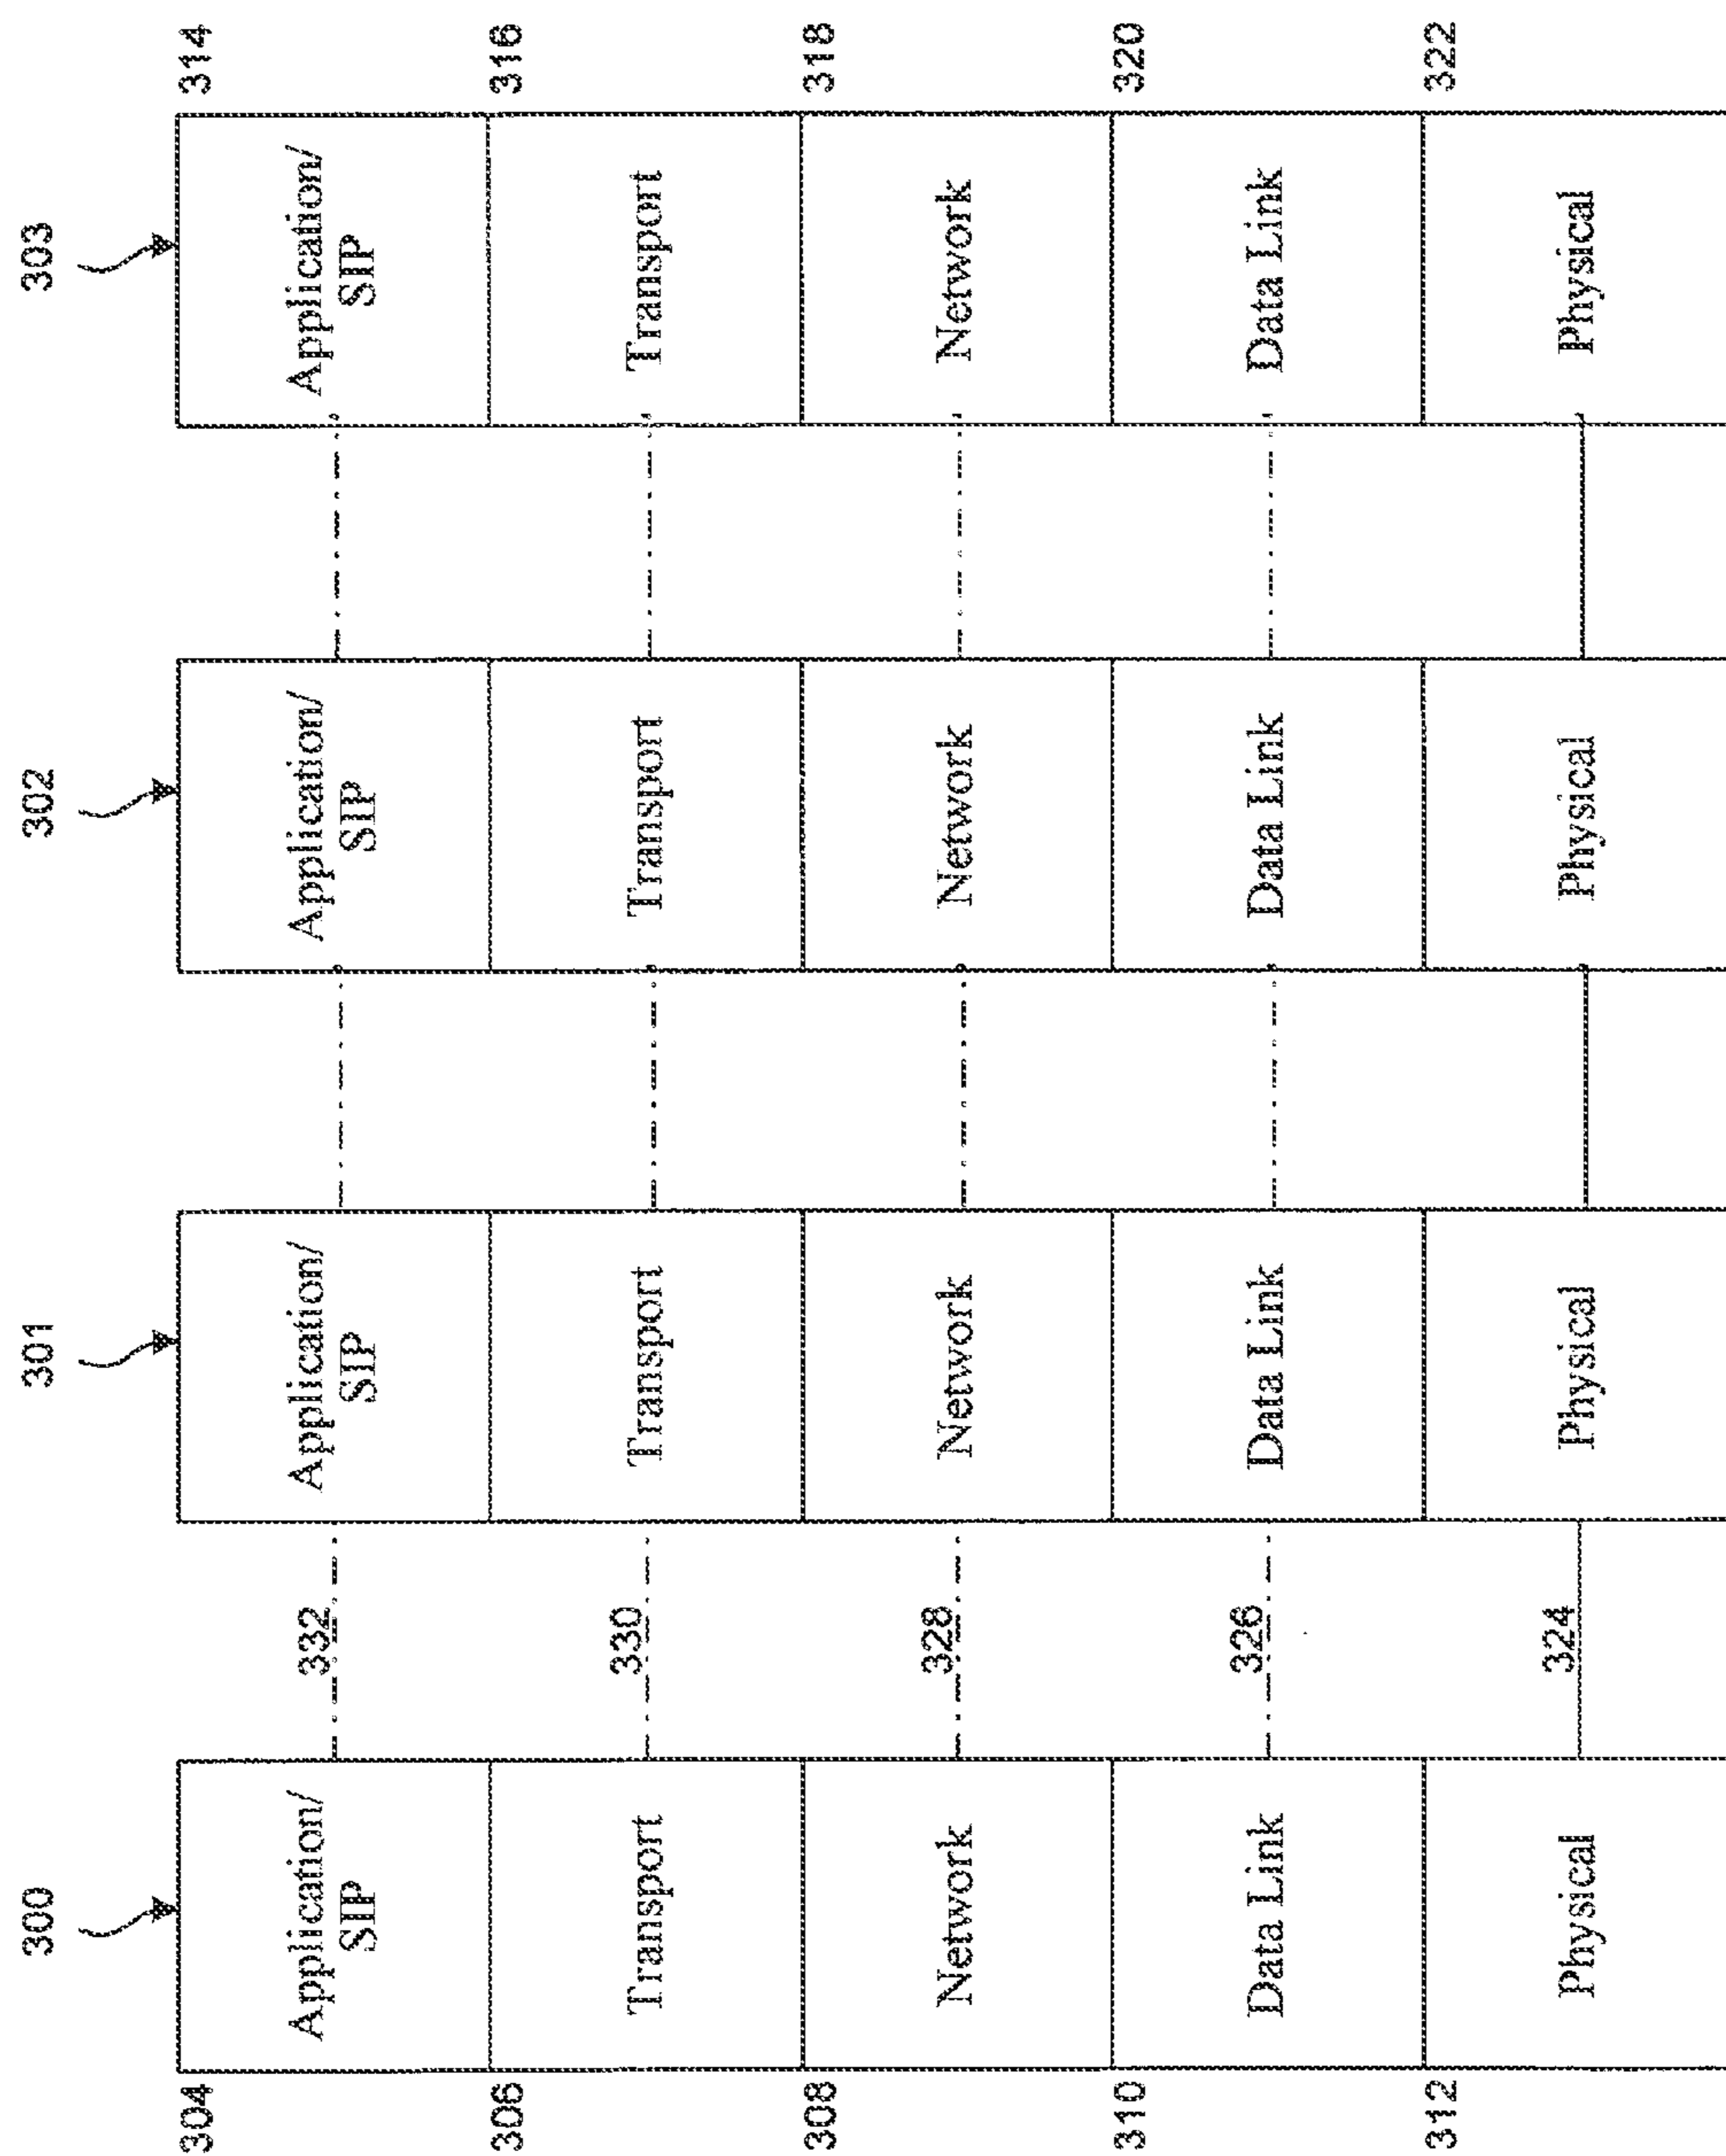 300
301
302
303
304
Application/
SIP
332
Application/
SIP
Application/
SIP
Application/
SIP
314
306
Transport
330
Transport
Transport
Transport
316
308
Network
328
Network
Network
Network
318
310
Data Link
326
Data Link
Data Link
Data Link
320
312
Physical
324
Physical
Physical
Physical
322